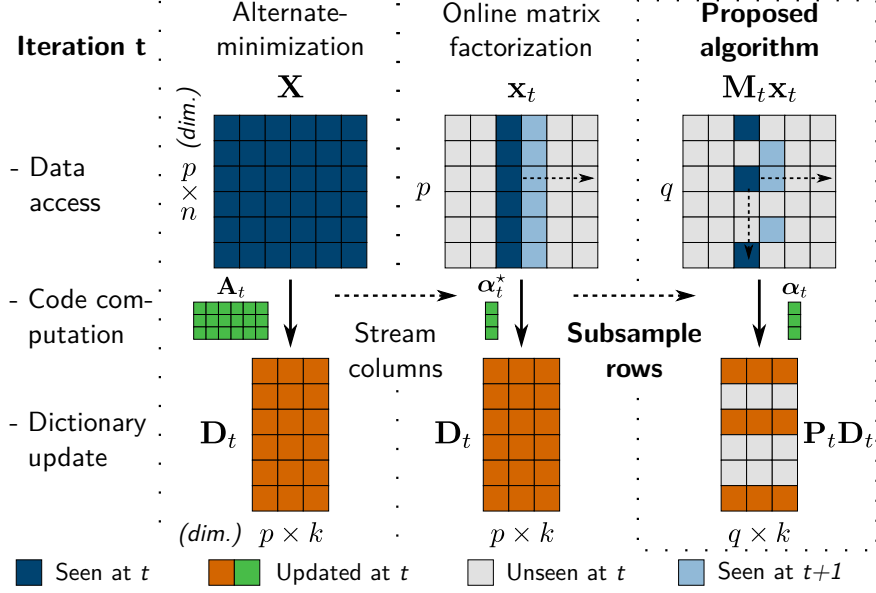 Iteration t
Alternate-
minimization
Online matrix
factorization
Proposed
algorithm
X
x_t
M_t x_t
- Data
access
p × n (dim.)
p
q
- Code com-
putation
A_t
α_t^⋆
α_t
Stream
columns
Subsample
rows
- Dictionary
update
D_t
D_t
P_t D_t
(dim.) p × k
p × k
q × k
Seen at t
Updated at t
Unseen at t
Seen at t+1